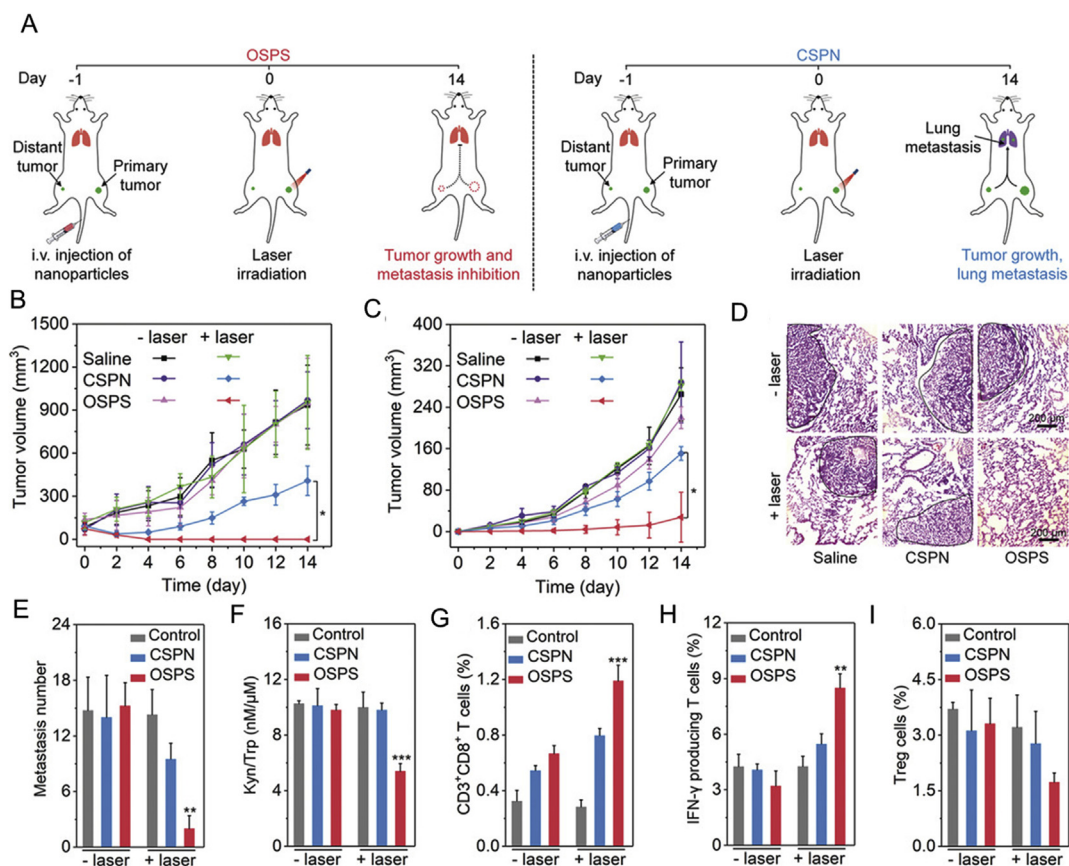 A
OSPS
CSPN
Day
-1
0
14
Day
-1
0
14
Distant tumor
Primary tumor
Distant tumor
Primary tumor
Lung metastasis
i.v. injection of nanoparticles
Laser irradiation
Tumor growth and metastasis inhibition
i.v. injection of nanoparticles
Laser irradiation
Tumor growth, lung metastasis
B
Tumor volume (mm³)
1500
1200
900
600
300
0
- laser + laser
Saline
CSPN
OSPS
*
0 2 4 6 8 10 12 14
Time (day)
C
Tumor volume (mm³)
400
320
240
160
80
0
- laser + laser
Saline
CSPN
OSPS
*
0 2 4 6 8 10 12 14
Time (day)
D
- laser
+ laser
200 μm
200 μm
Saline CSPN OSPS
E
Metastasis number
24
18
12
6
0
Control
CSPN
OSPS
**
- laser + laser
F
Kyn/Trp (nM/μM)
16
12
8
4
0
Control
CSPN
OSPS
***
- laser + laser
G
CD3⁺CD8⁺ T cells (%)
1.6
1.2
0.8
0.4
0.0
Control
CSPN
OSPS
***
- laser + laser
H
IFN-γ producing T cells (%)
12
9
6
3
0
Control
CSPN
OSPS
**
- laser + laser
I
Treg cells (%)
6.0
4.5
3.0
1.5
0.0
Control
CSPN
OSPS
- laser + laser